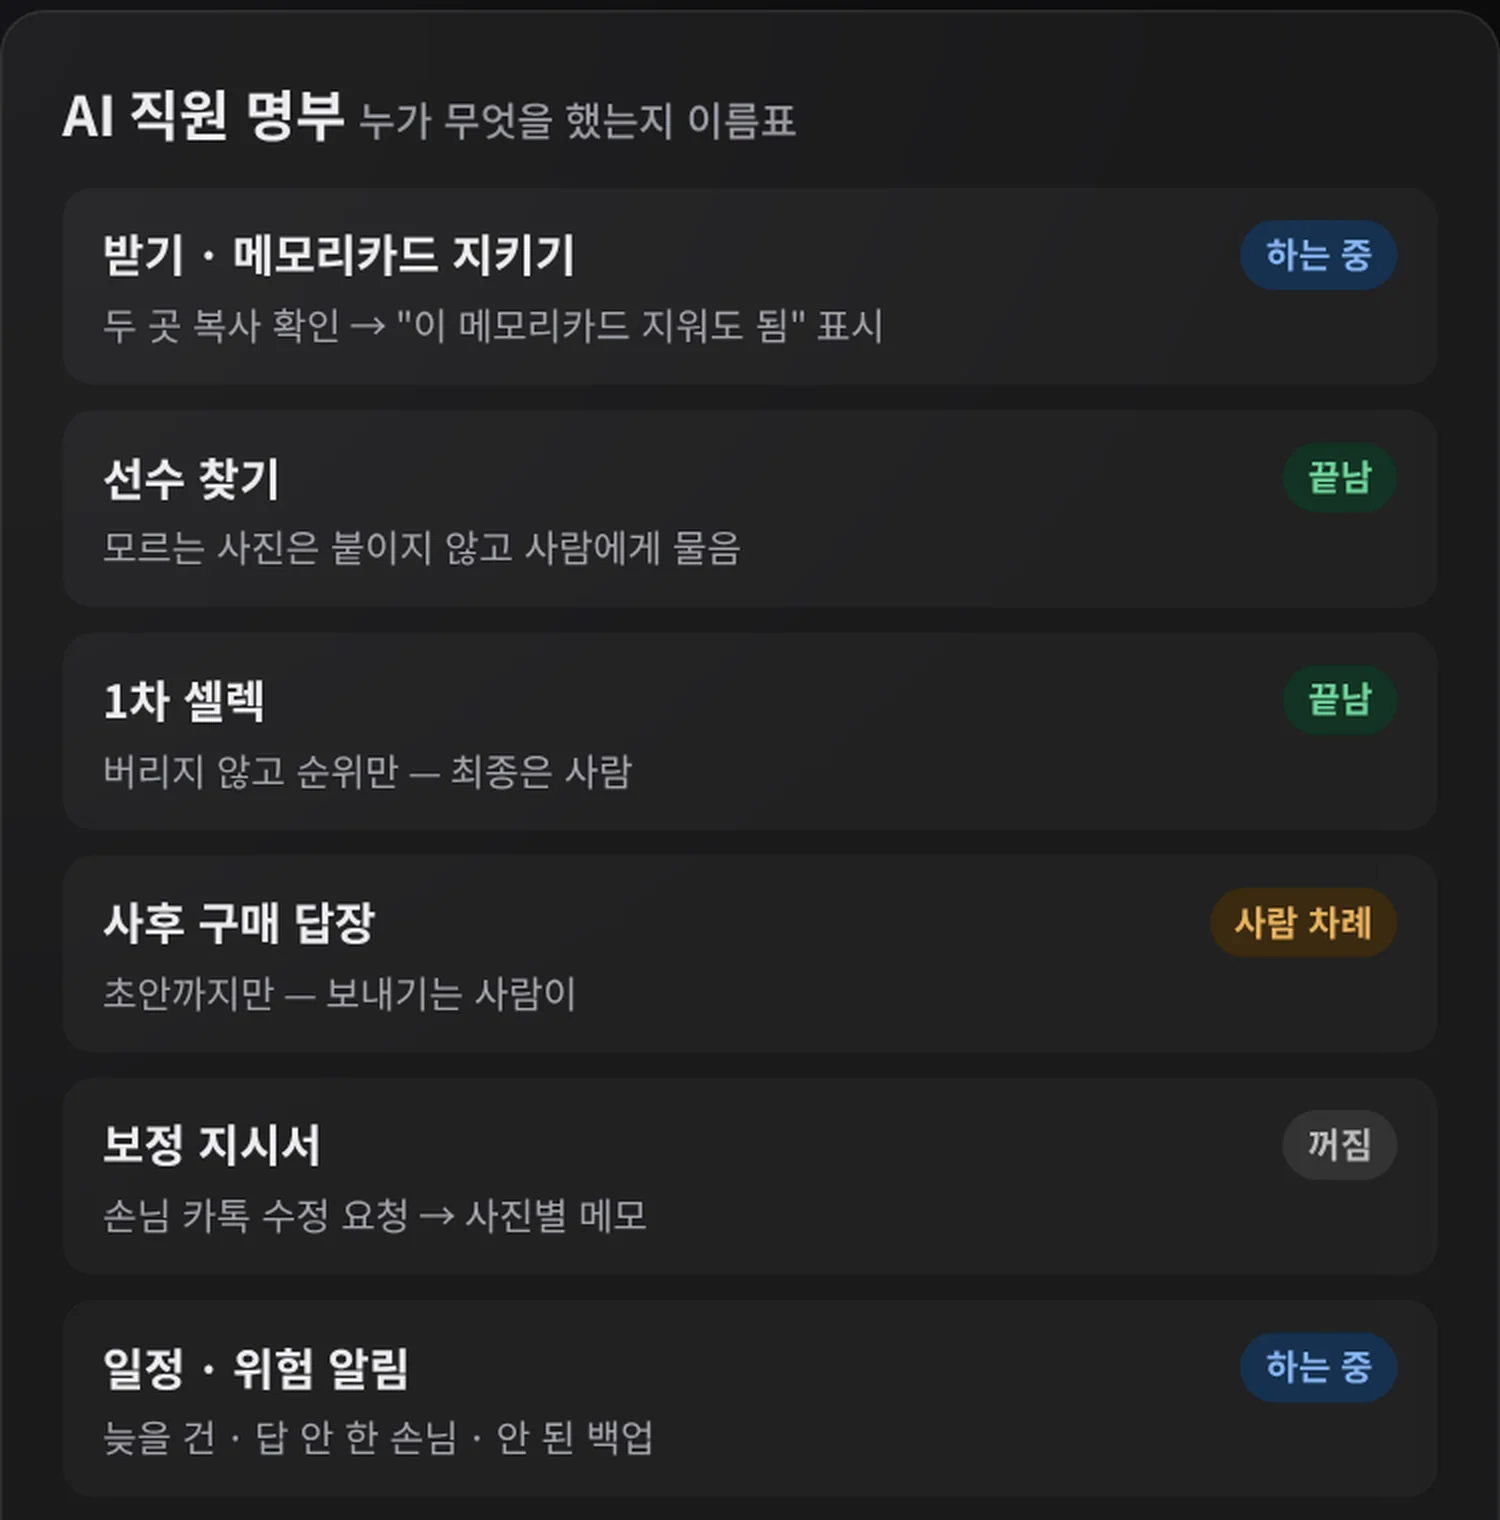 AI 직원 명부 누가 무엇을 했는지 이름표
받기 · 메모리카드 지키기 하는 중
두 곳 복사 확인 → "이 메모리카드 지워도 됨" 표시
선수 찾기 끝남
모르는 사진은 붙이지 않고 사람에게 물음
1차 셀렉 끝남
버리지 않고 순위만 — 최종은 사람
사후 구매 답장 사람 차례
초안까지만 — 보내기는 사람이
보정 지시서 꺼짐
손님 카톡 수정 요청 → 사진별 메모
일정 · 위험 알림 하는 중
늦을 건 · 답 안 한 손님 · 안 된 백업